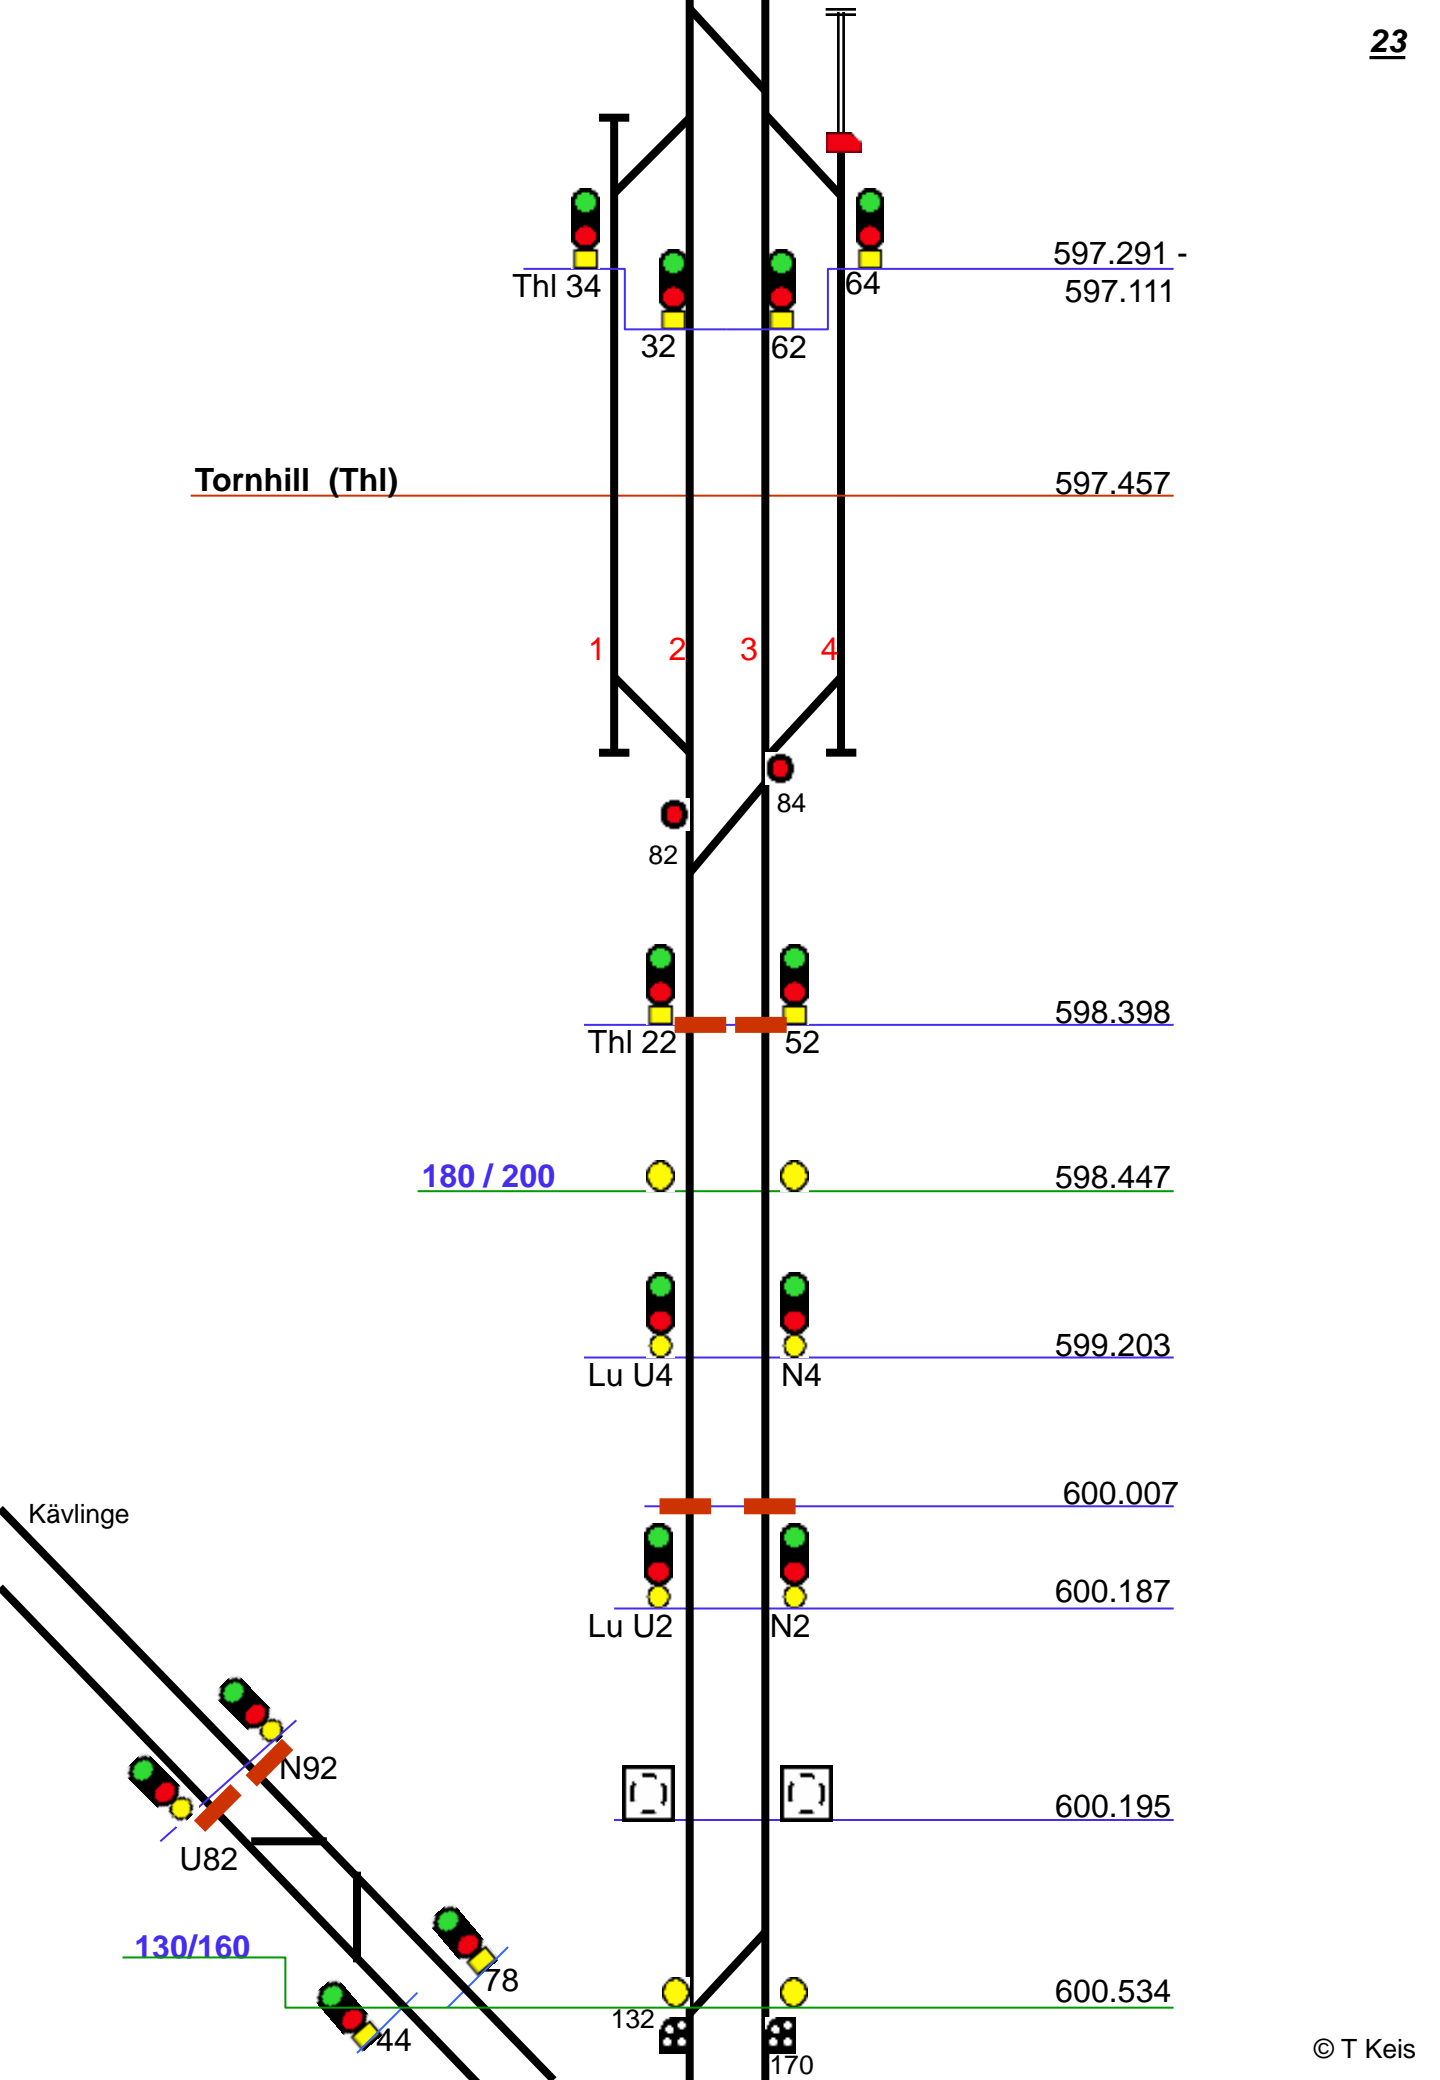 23
597.291 -
Thl 34
64
597.111
32
62
Tornhill (Thl)
597.457
1
2
3
4
84
82
598.398
Thl 22
52
180 / 200
598.447
599.203
Lu U4
N4
600.007
Kävlinge
600.187
Lu U2
N2
N92
600.195
U82
130/160
78
600.534
132
44
170
© T Keis